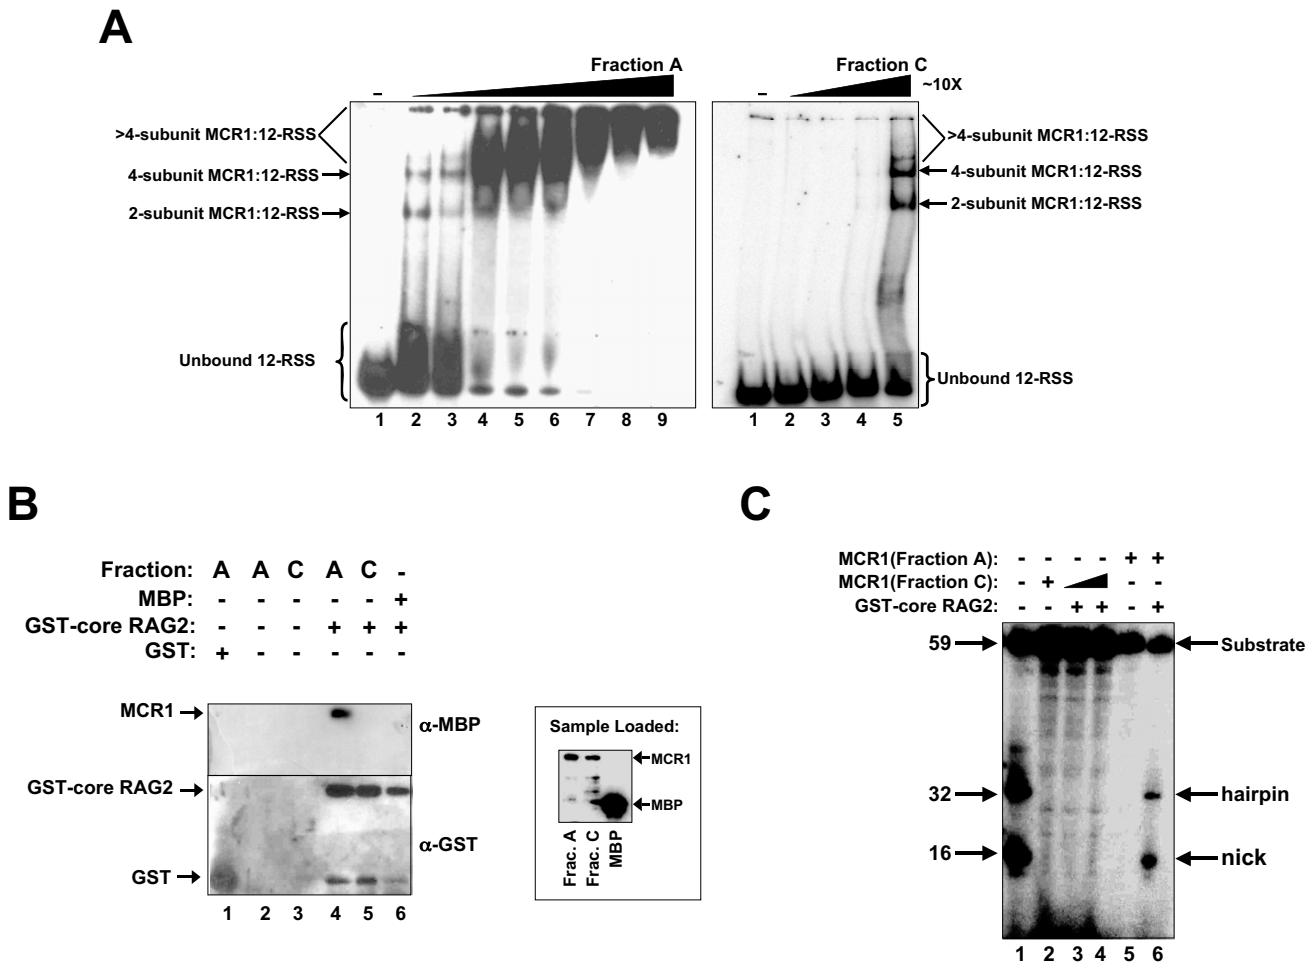 A
Fraction A
–
>4-subunit MCR1:12-RSS
4-subunit MCR1:12-RSS
2-subunit MCR1:12-RSS
Unbound 12-RSS
1 2 3 4 5 6 7 8 9
Fraction C
~10X
–
>4-subunit MCR1:12-RSS
4-subunit MCR1:12-RSS
2-subunit MCR1:12-RSS
Unbound 12-RSS
1 2 3 4 5
B
Fraction: A A C A C -
MBP: - - - - - +
GST-core RAG2: - - - + + +
GST: + - - - - -
MCR1
α-MBP
GST-core RAG2
α-GST
GST
1 2 3 4 5 6
Sample Loaded:
MCR1
MBP
Frac. A
Frac. C
MBP
C
MCR1(Fraction A): - - - - + +
MCR1(Fraction C): - + - -
GST-core RAG2: - - + + - +
59
Substrate
32
hairpin
16
nick
1 2 3 4 5 6